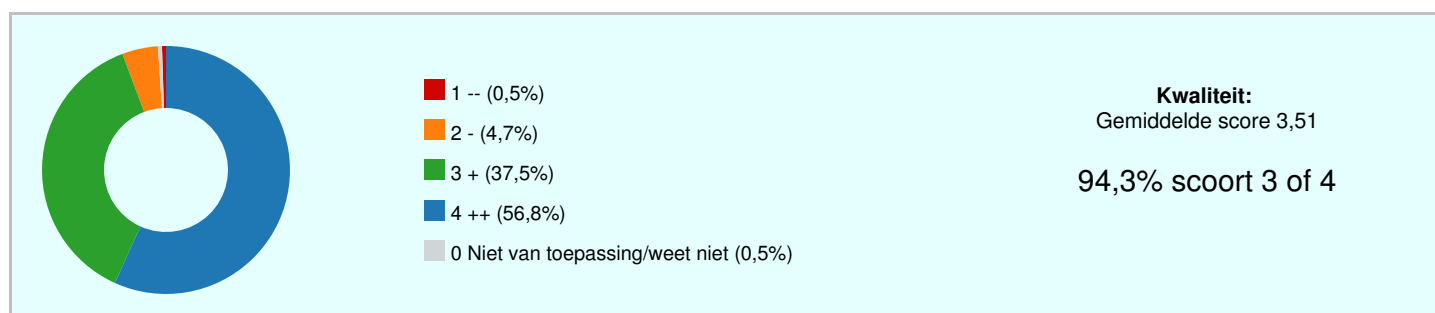 1 -- (0,5%)
2 - (4,7%)
3 + (37,5%)
4 ++ (56,8%)
0 Niet van toepassing/weet niet (0,5%)
Kwaliteit:
Gemiddelde score 3,51
94,3% scoort 3 of 4